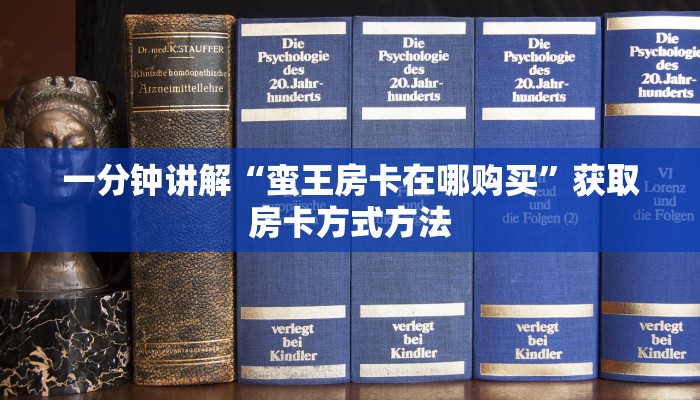 Dr. med. K. STAUFFER
Klinische homöopathische
Arzneimittellehre
Die
Psychologie
des
20. Jahr-
hunderts
Die
Psychologie
des
20. Jahr-
hunderts
Die
Psychologie
des
20. Jahr-
hunderts
Die
Psychologie
des
20. Jahr-
hunderts
一分钟讲解“蛮王房卡在哪购买”获取
房卡方式方法
und
die Folgen (2)
VI
Lorenz
und
die Folgen
verlegt
bei
Kindler
verlegt
bei
Kindler
verlegt
bei
Kindler
verlegt
bei
Kindler